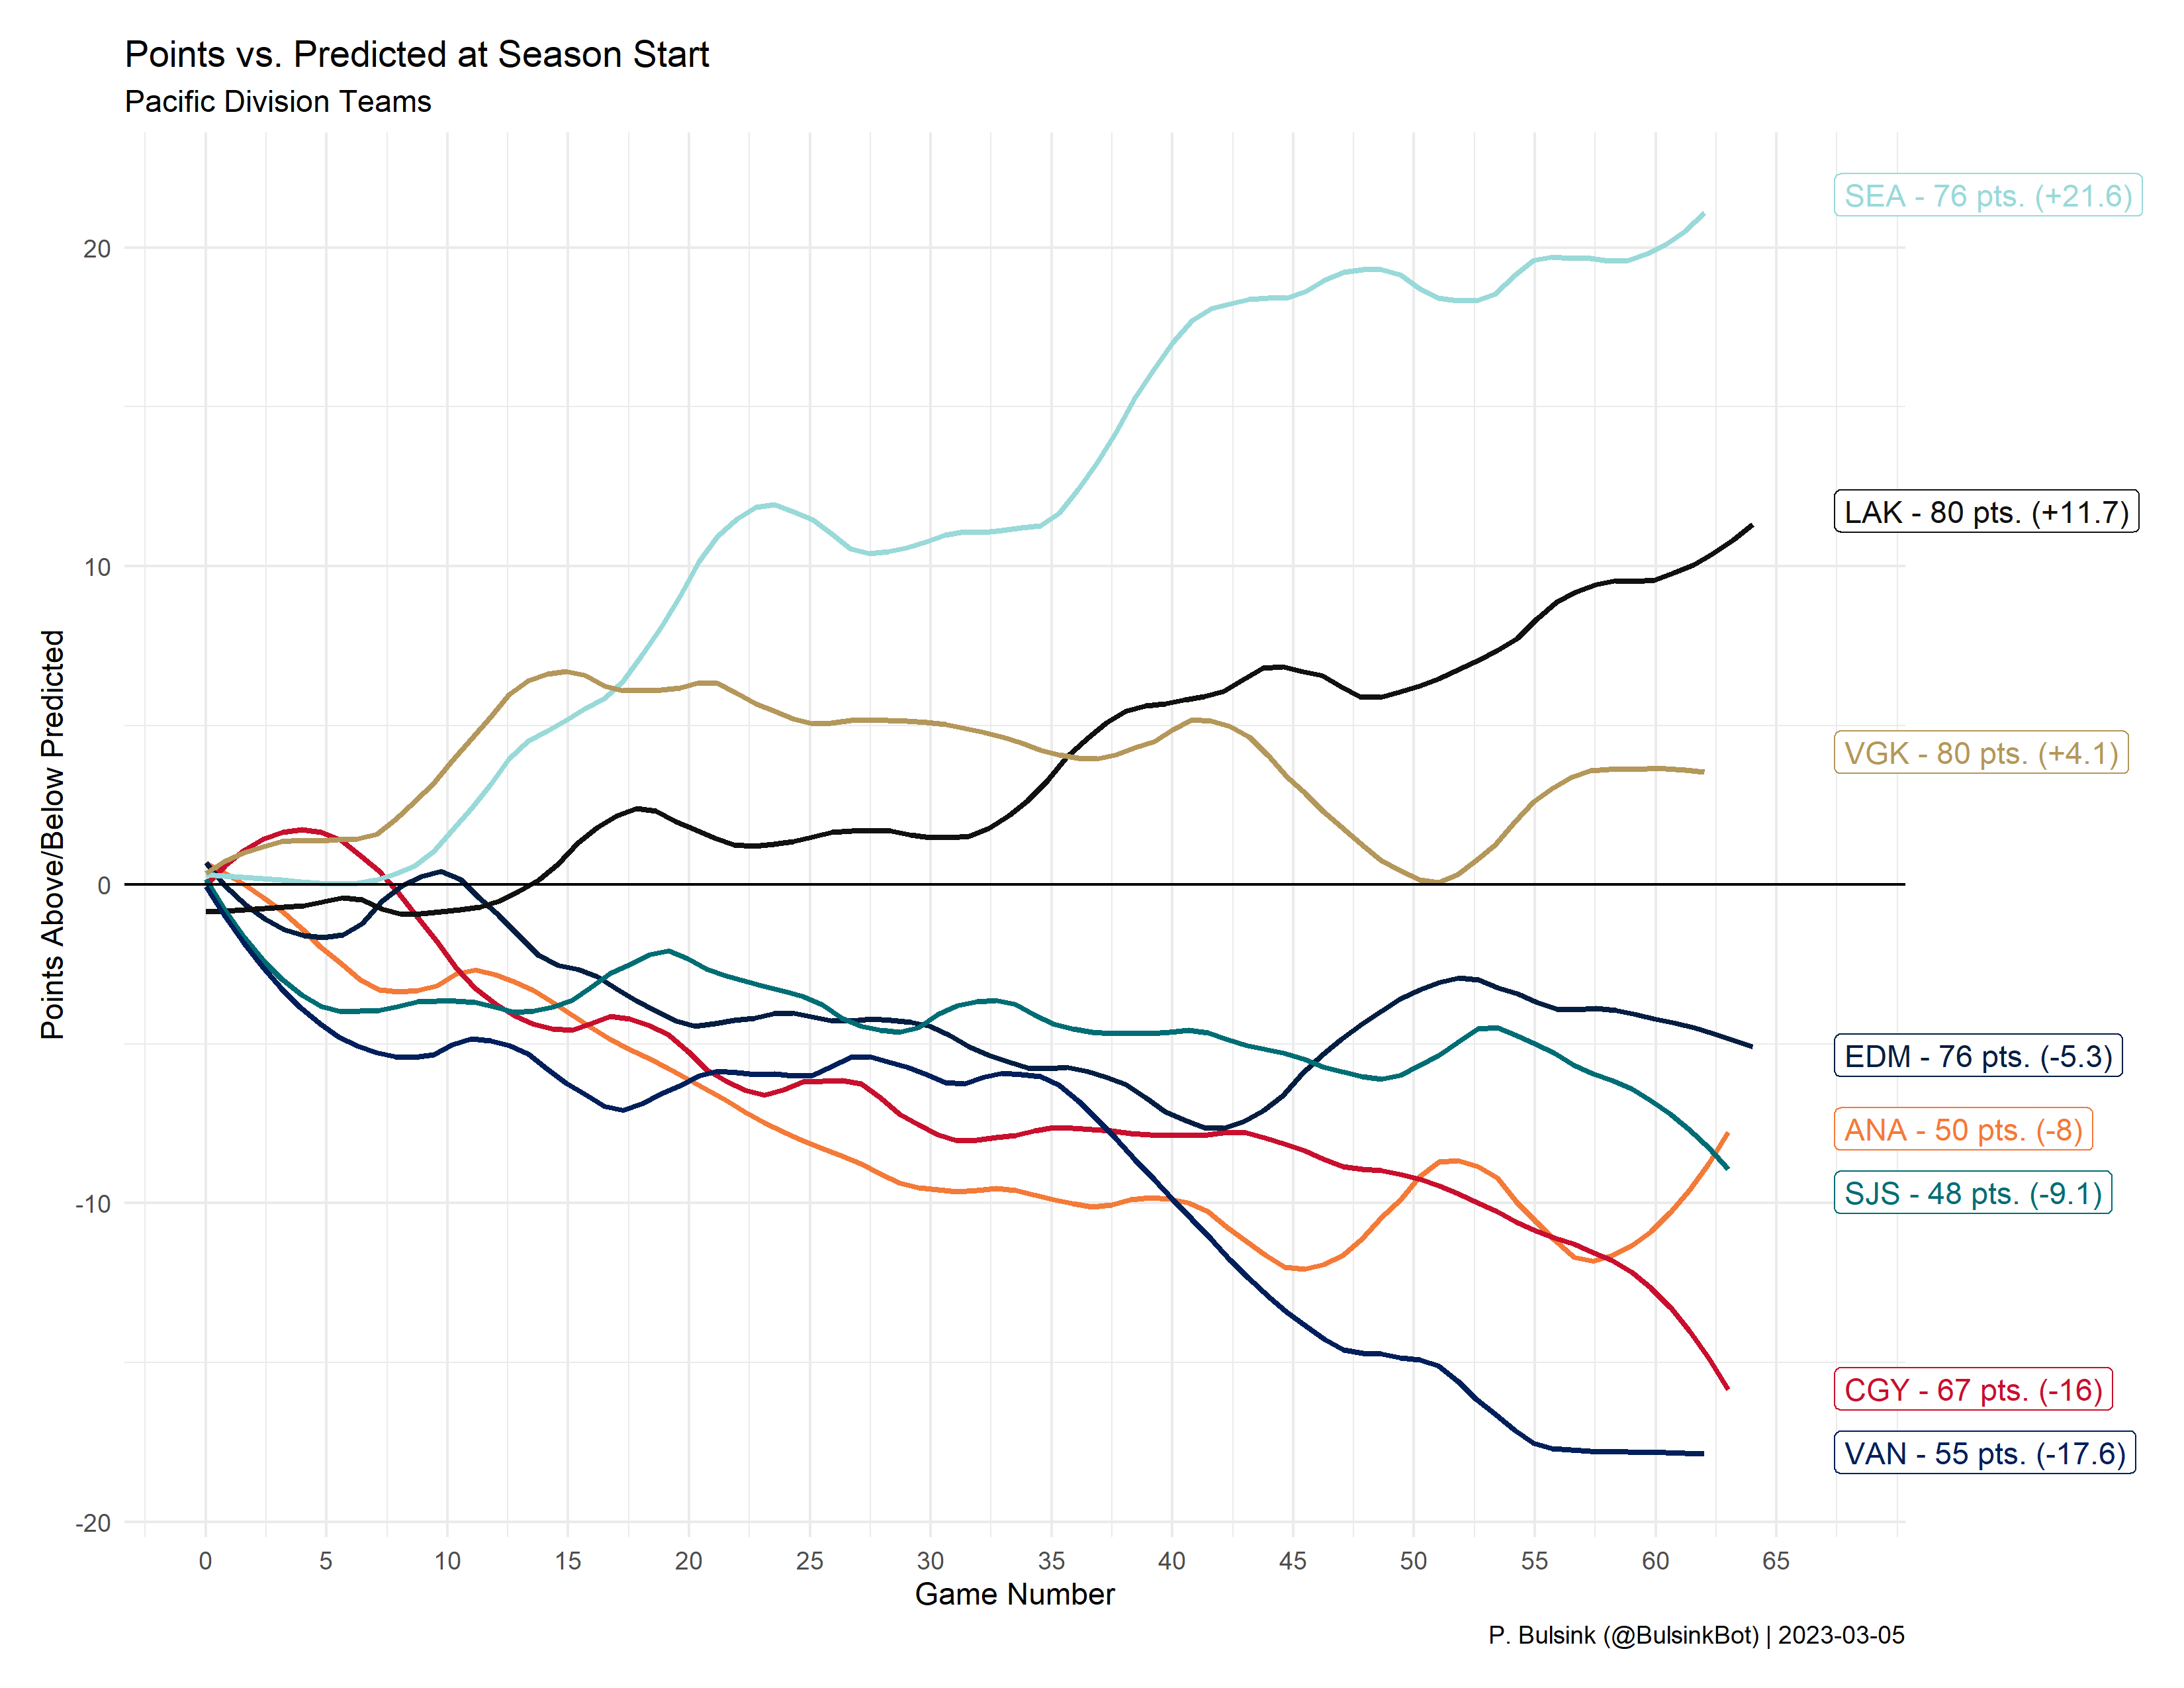 Points vs. Predicted at Season Start
Pacific Division Teams
Points Above/Below Predicted
20
10
0
-10
-20
SEA - 76 pts. (+21.6)
LAK - 80 pts. (+11.7)
VGK - 80 pts. (+4.1)
EDM - 76 pts. (-5.3)
ANA - 50 pts. (-8)
SJS - 48 pts. (-9.1)
CGY - 67 pts. (-16)
VAN - 55 pts. (-17.6)
0 5 10 15 20 25 30 35 40 45 50 55 60 65
Game Number
P. Bulsink (@BulsinkBot) | 2023-03-05